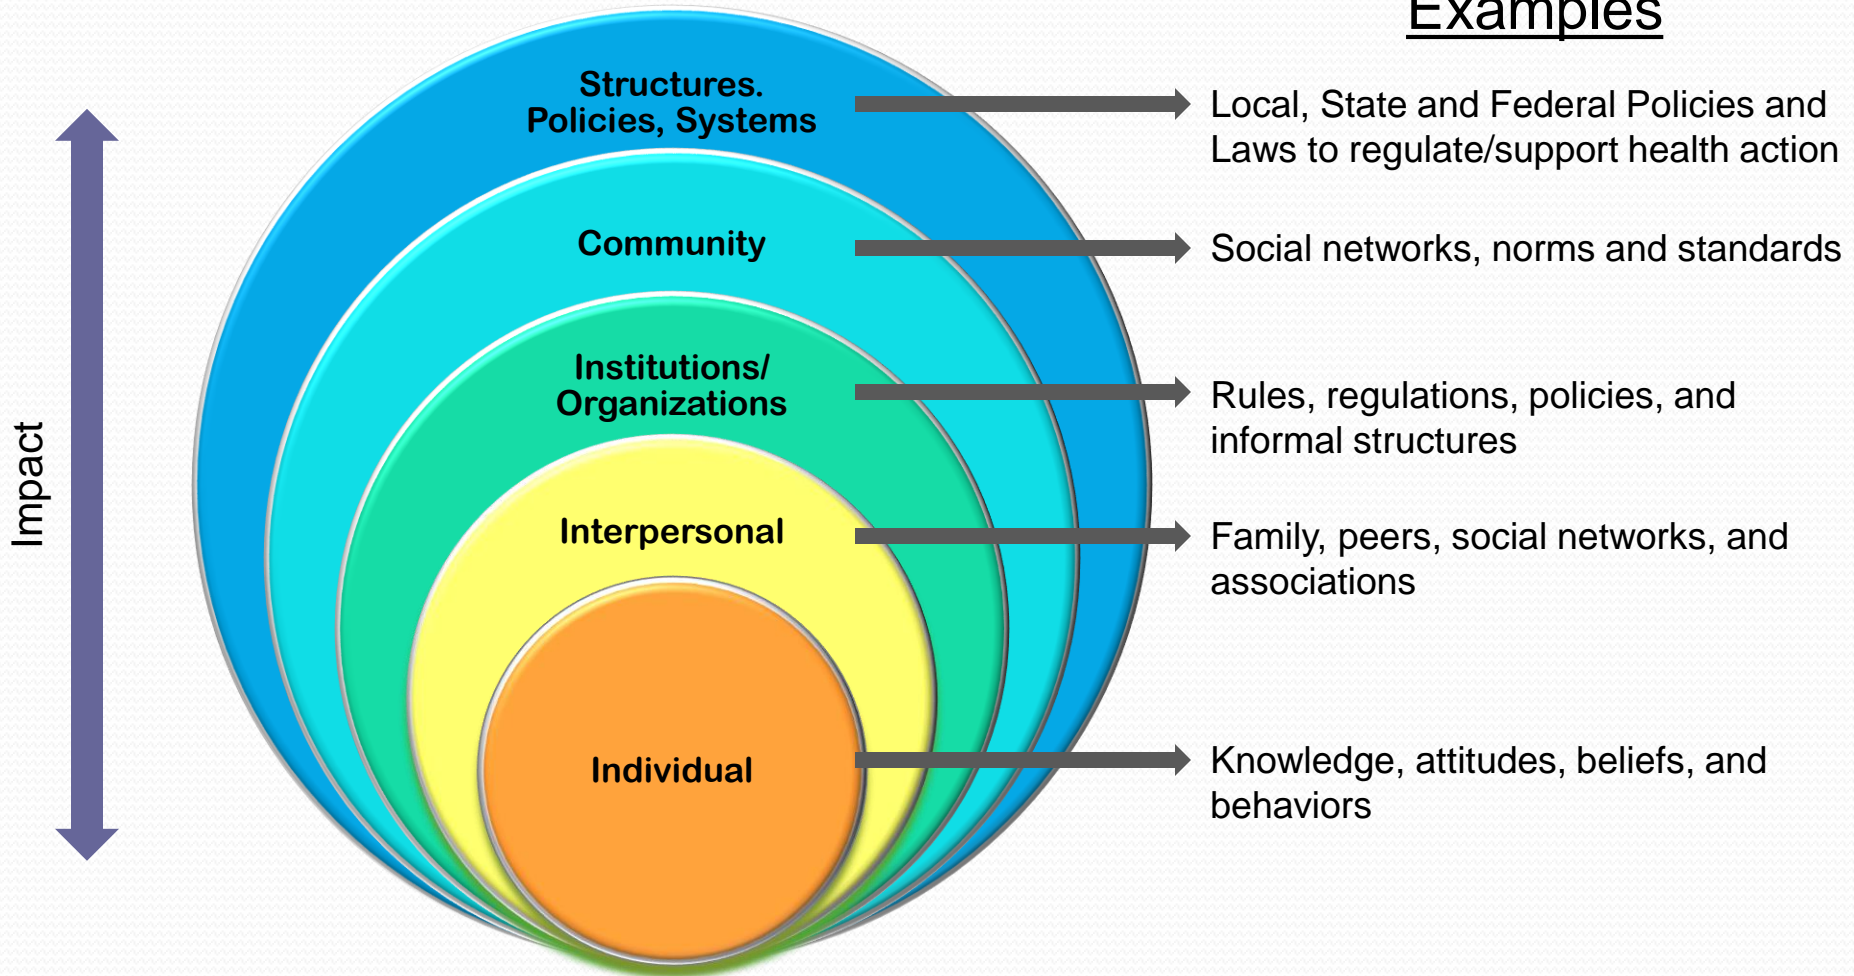 Examples
Structures.
Policies, Systems
Local, State and Federal Policies and
Laws to regulate/support health action
Community
Social networks, norms and standards
Institutions/
Organizations
Rules, regulations, policies, and
informal structures
Impact
Interpersonal
Family, peers, social networks, and
associations
Individual
Knowledge, attitudes, beliefs, and
behaviors